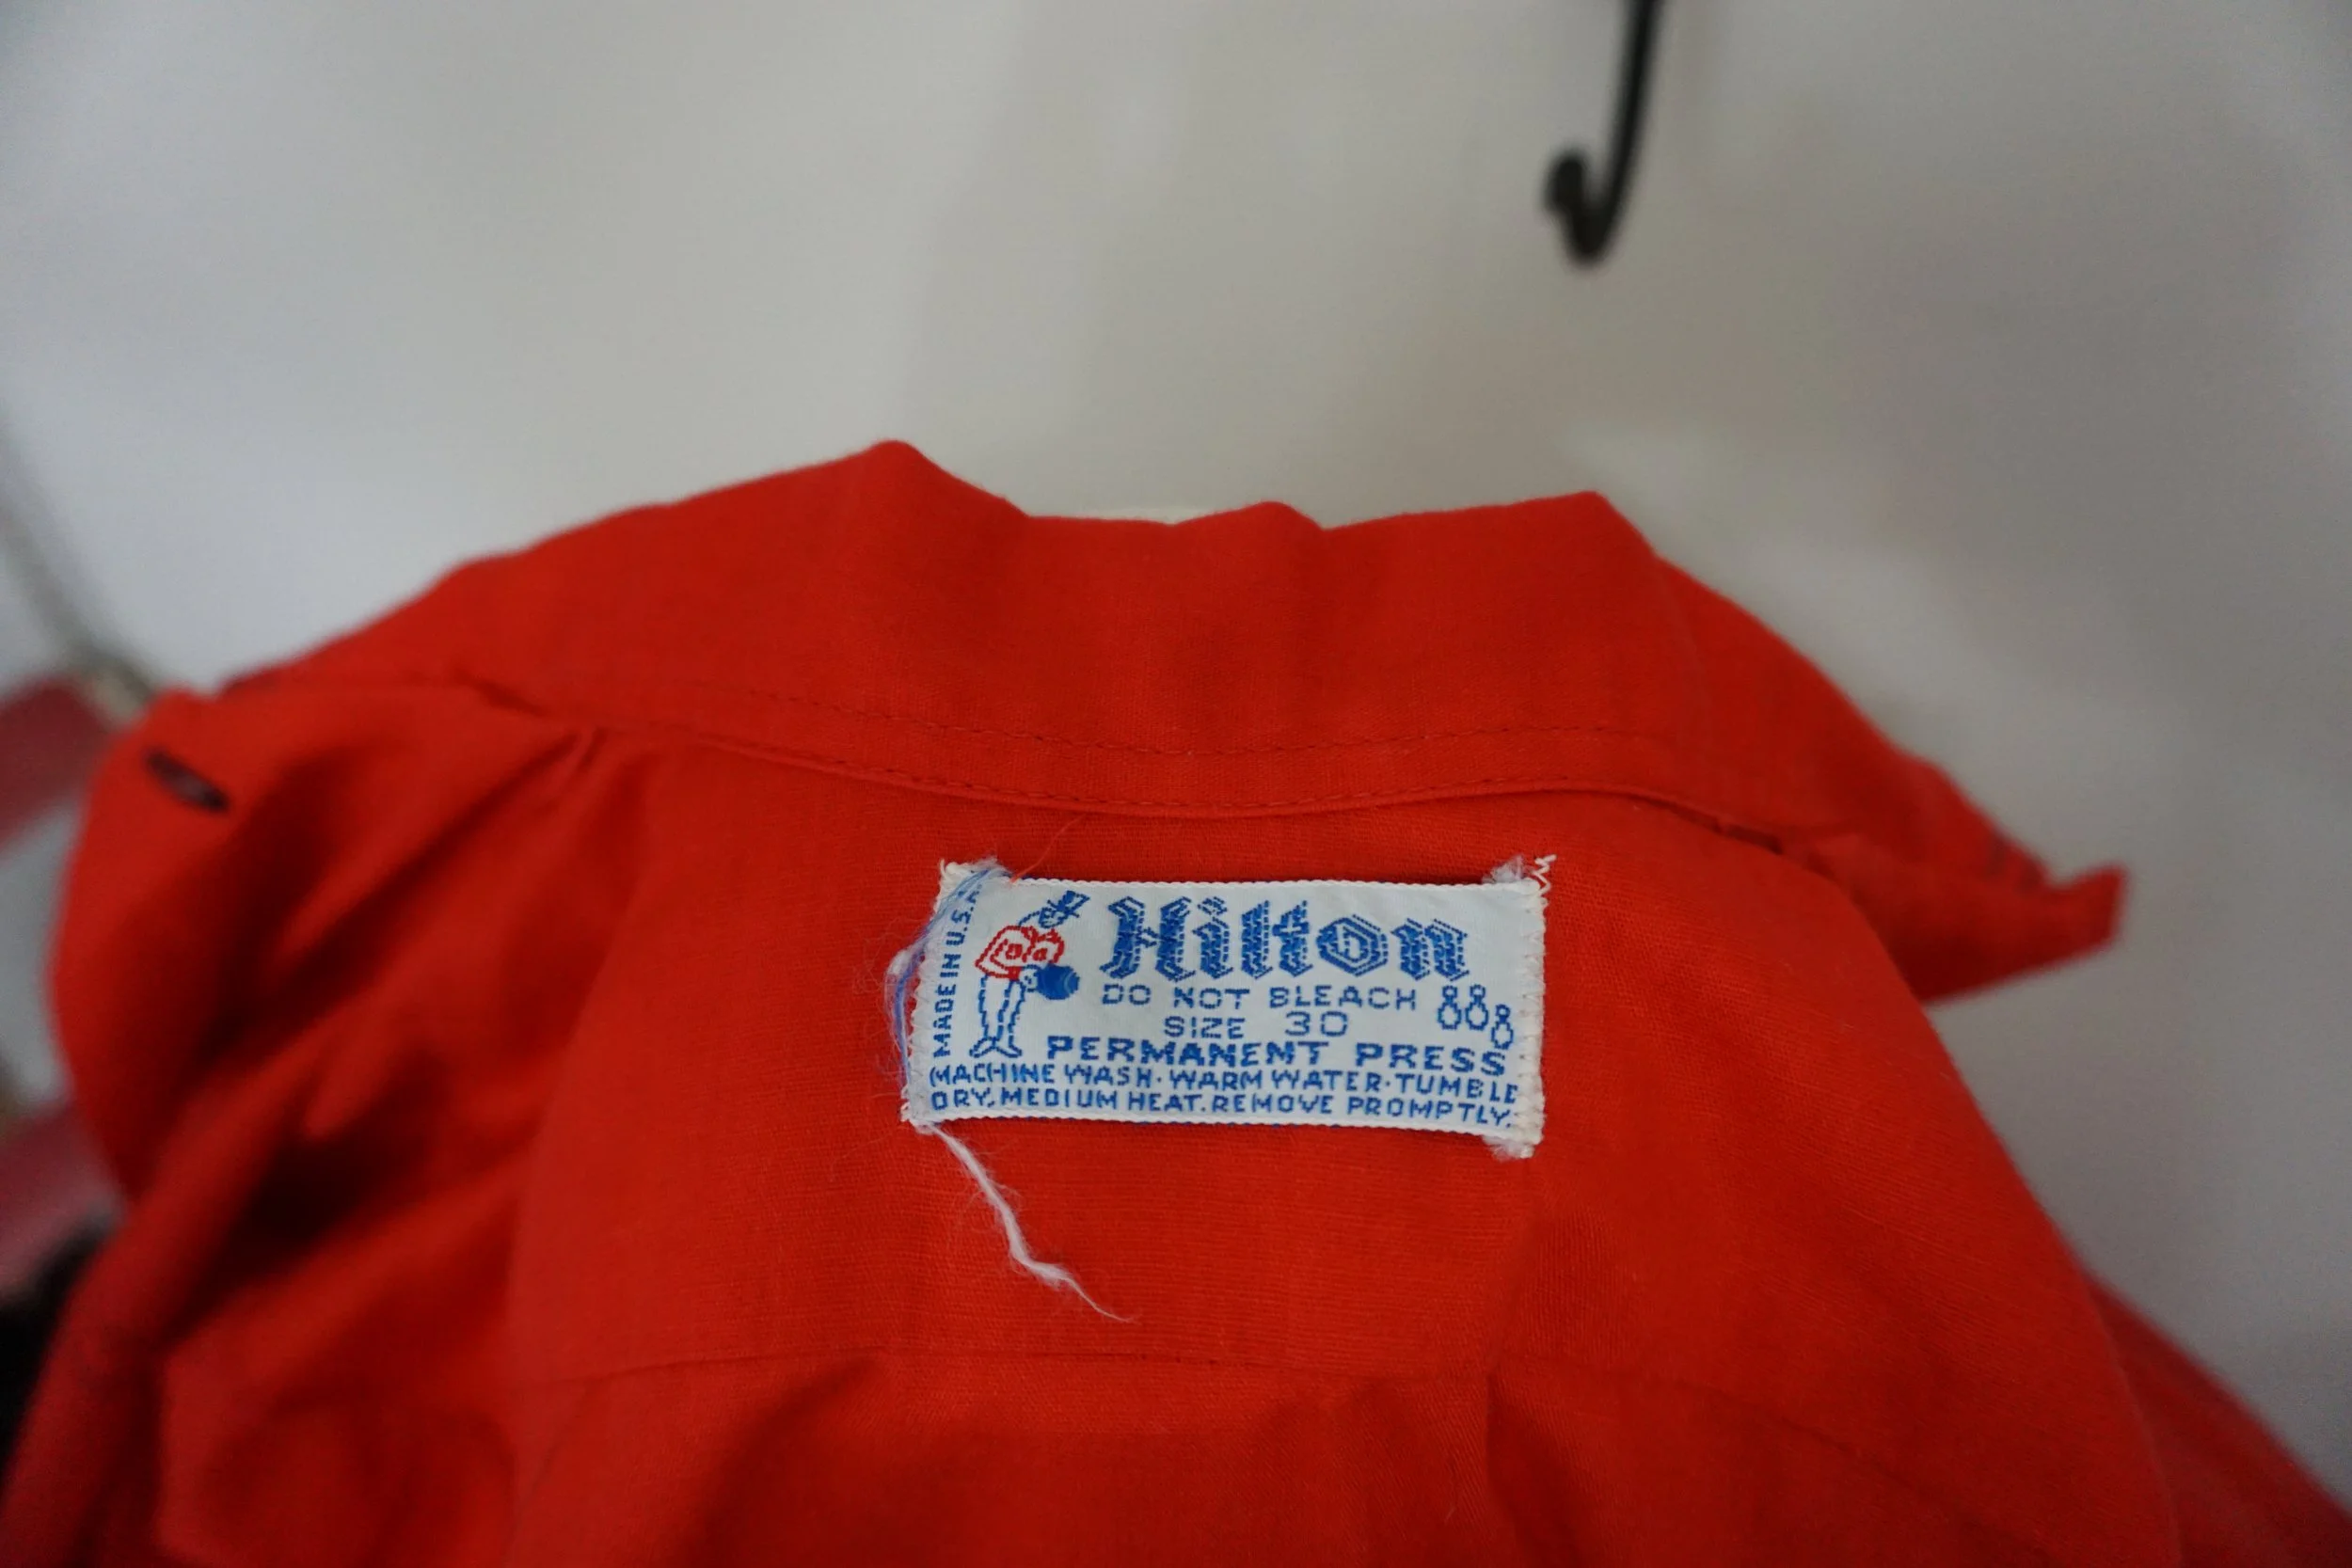 MADE IN U.S.A.
Hilton
DO NOT BLEACH
SIZE 30
PERMANENT PRESS
MACHINE WASH. WARM WATER. TUMBLE
DRY, MEDIUM HEAT. REMOVE PROMPTLY.